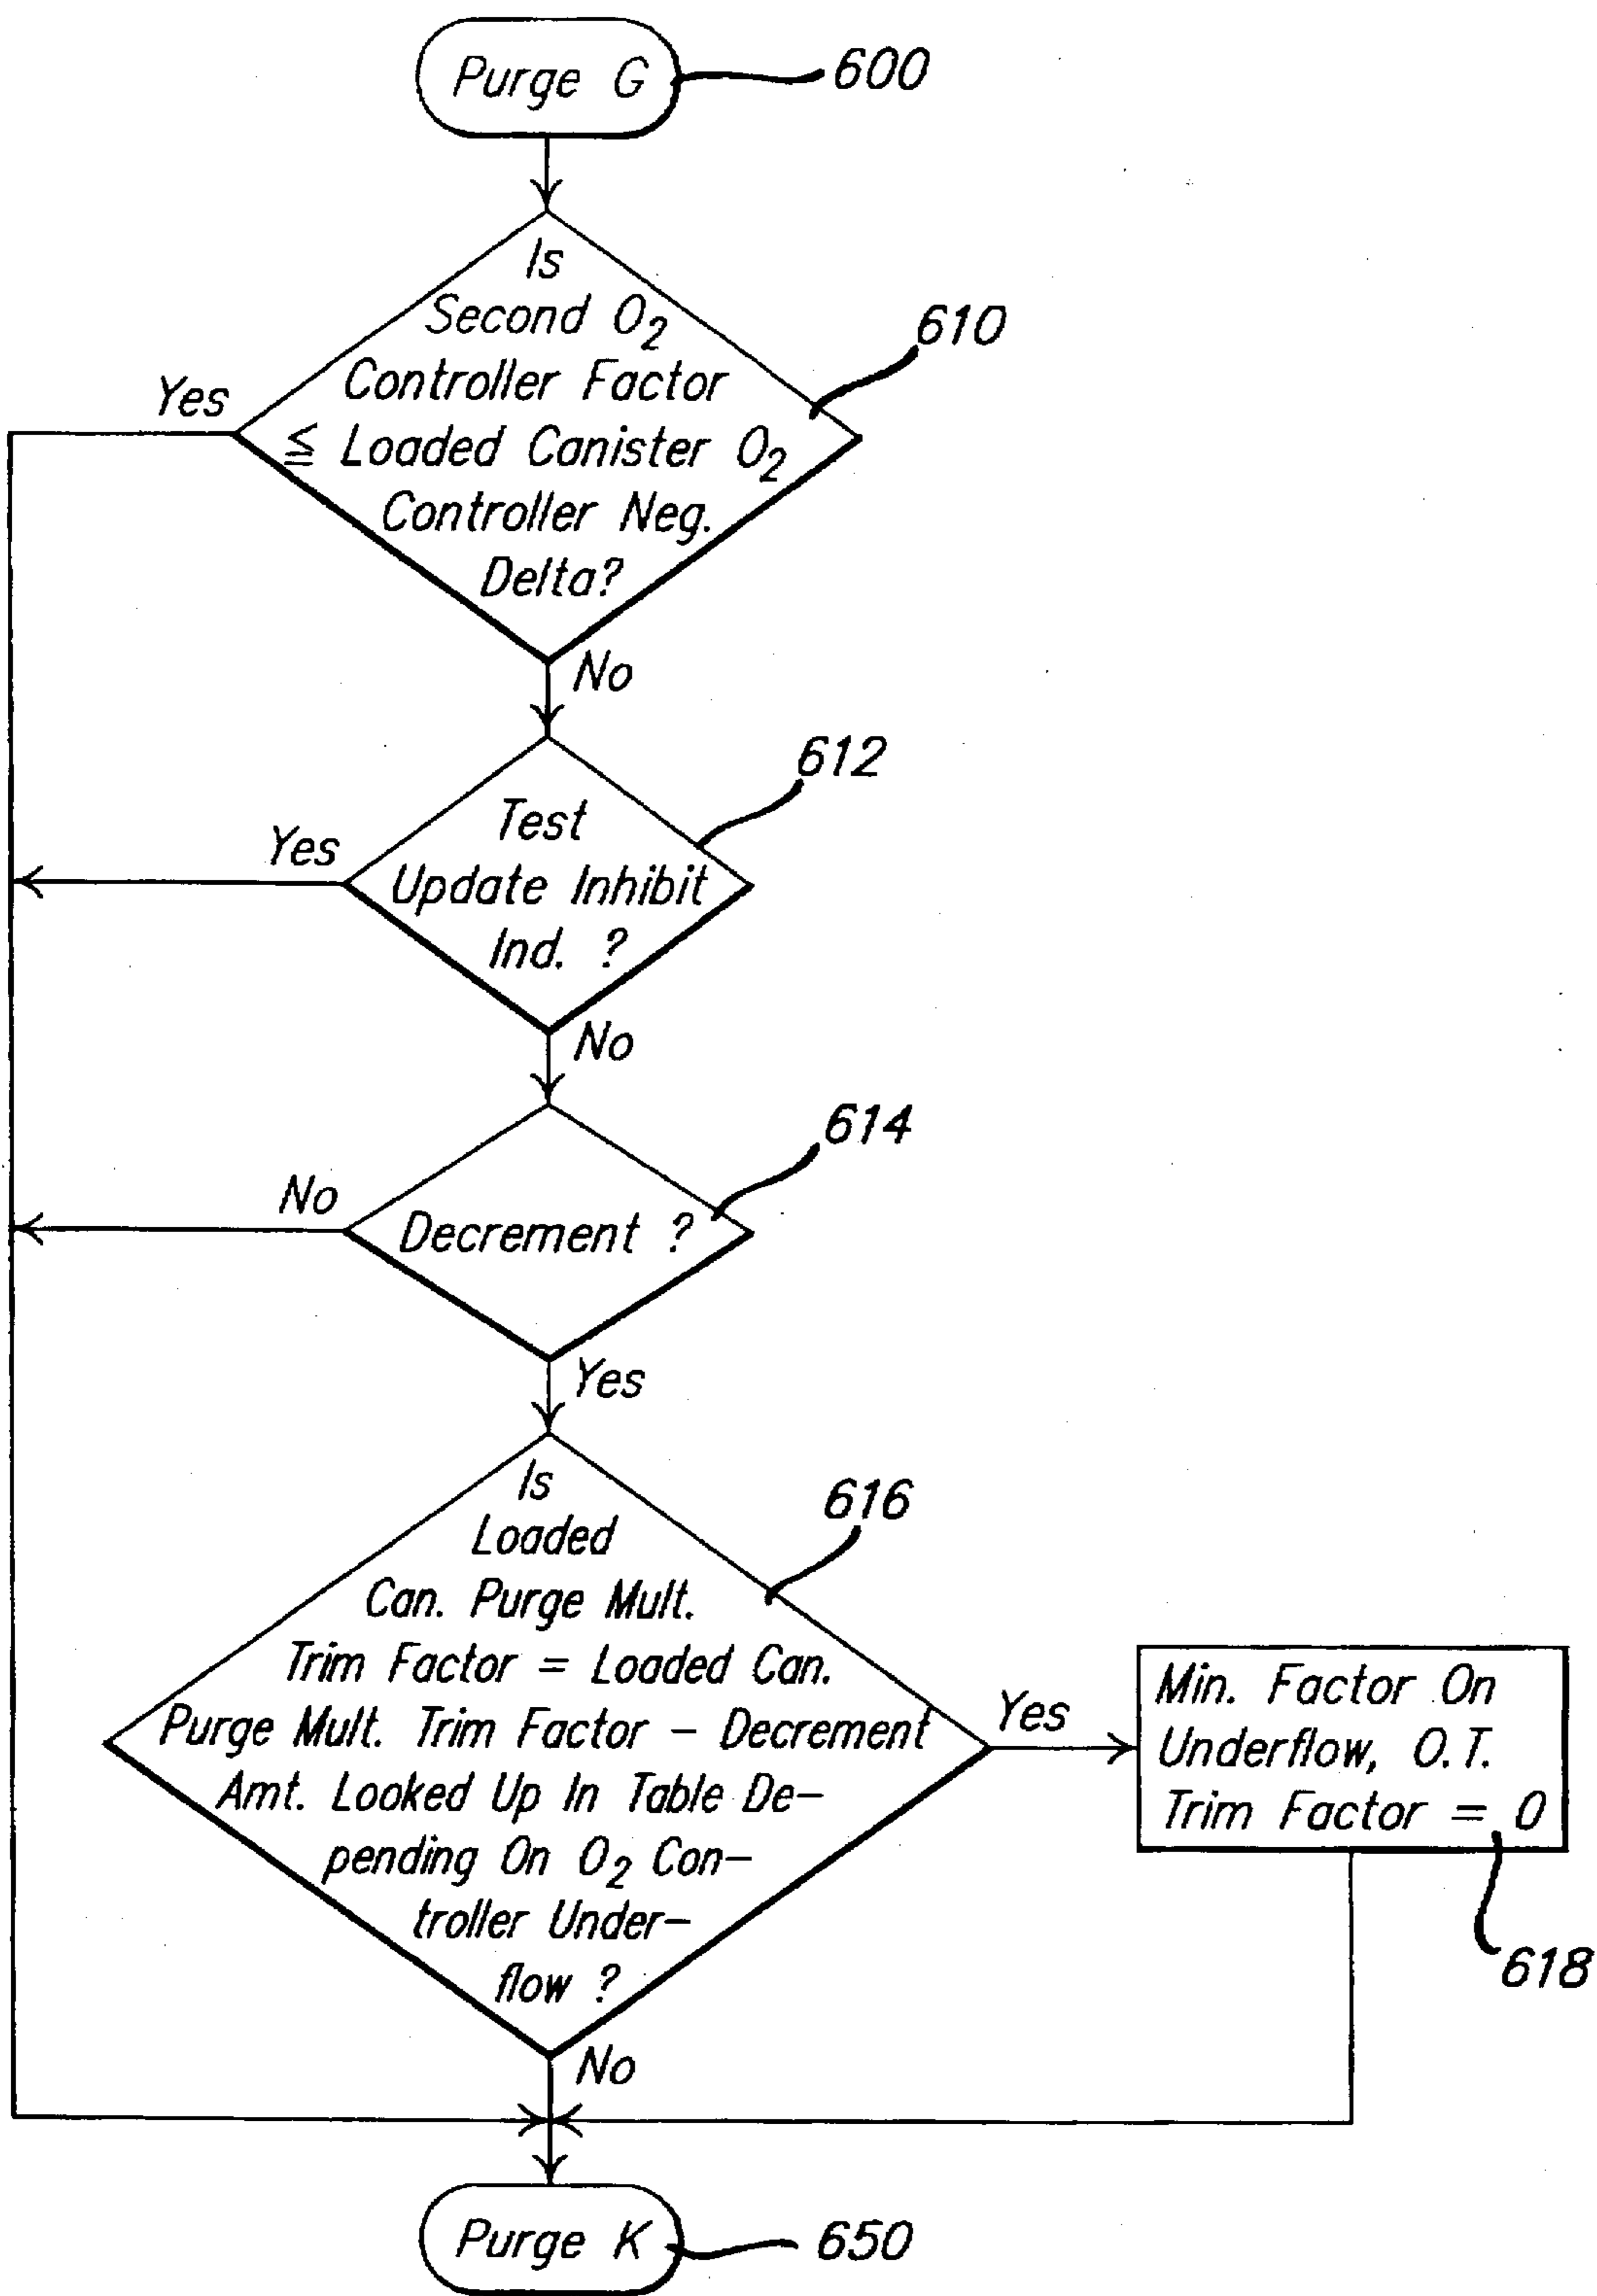 Purge G
600
Is
Second O₂
Controller Factor
≦ Loaded Canister O₂
Controller Neg.
Delta?
610
Yes
No
Test
Update Inhibit
Ind. ?
612
Yes
No
Decrement ?
614
No
Yes
Is
Loaded
Can. Purge Mult.
Trim Factor = Loaded Can.
Purge Mult. Trim Factor – Decrement
Amt. Looked Up In Table De–
pending On O₂ Con–
troller Under–
flow ?
616
Yes
Min. Factor On
Underflow, O.T.
Trim Factor = 0
618
No
Purge K
650